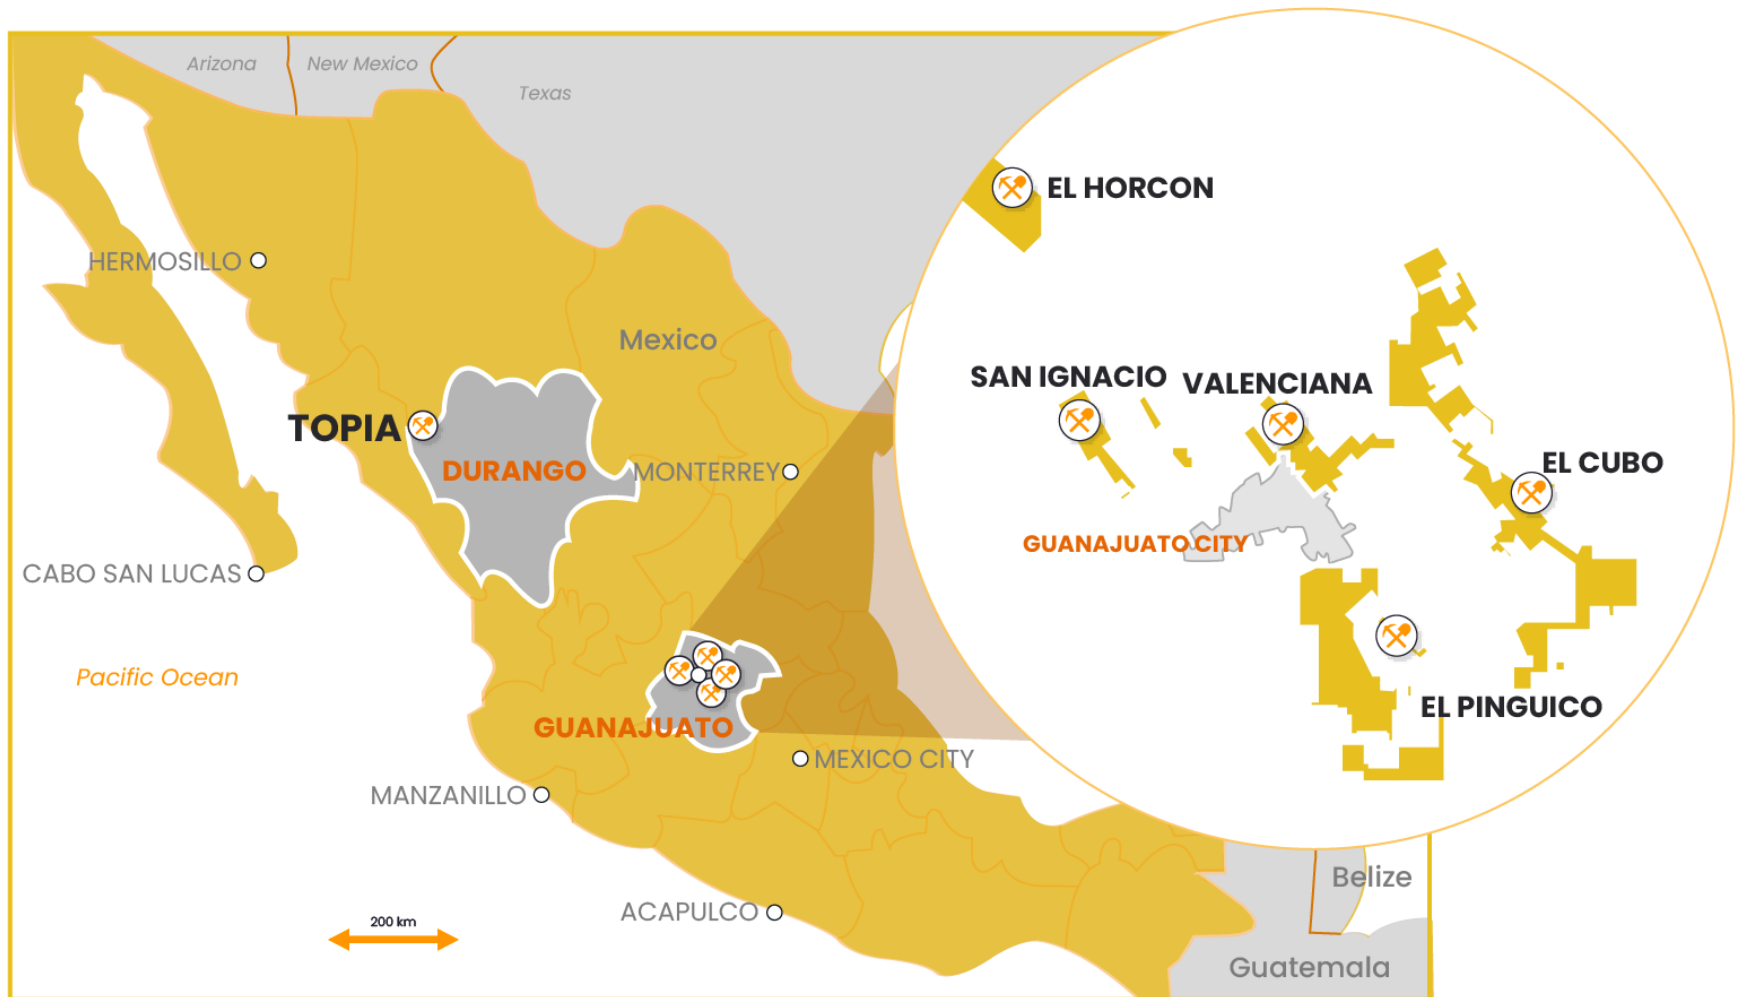 Arizona
New Mexico
Texas
EL HORCON
HERMOSILLO
Mexico
SAN IGNACIO
VALENCIANA
TOPIA
DURANGO
MONTERREY
EL CUBO
GUANAJUATO CITY
CABO SAN LUCAS
Pacific Ocean
GUANAJUATO
EL PINGUICO
MEXICO CITY
MANZANILLO
Belize
ACAPULCO
200 km
Guatemala